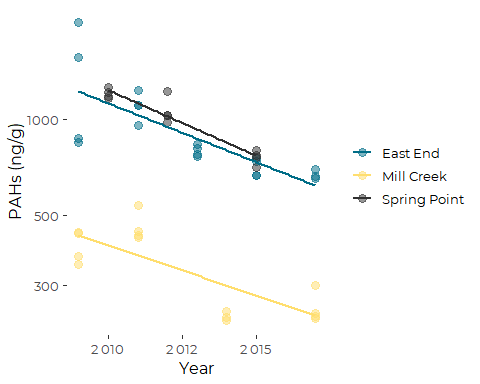 PAHs (ng/g)
1000
500
300
2010
2012
2015
Year
East End
Mill Creek
Spring Point